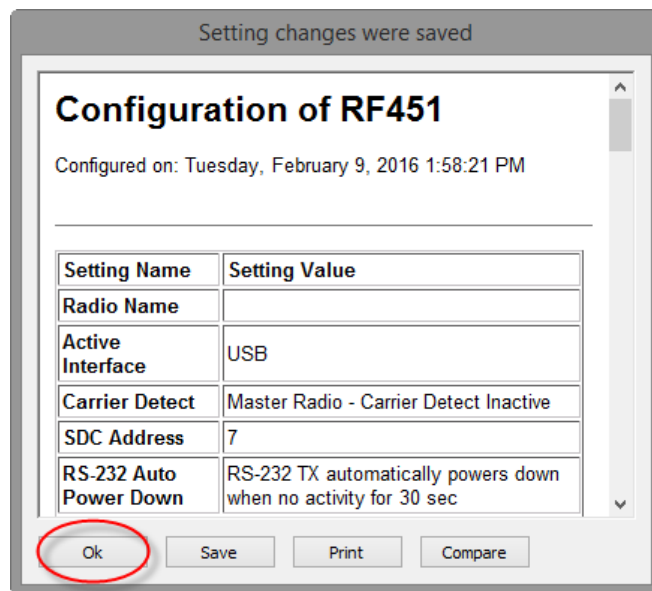 Setting changes were saved
Configuration of RF451
Configured on: Tuesday, February 9, 2016 1:58:21 PM
Setting Name Setting Value
Radio Name
Active
Interface
USB
Carrier Detect Master Radio - Carrier Detect Inactive
SDC Address 7
RS-232 Auto
Power Down
RS-232 TX automatically powers down
when no activity for 30 sec
Ok Save Print Compare